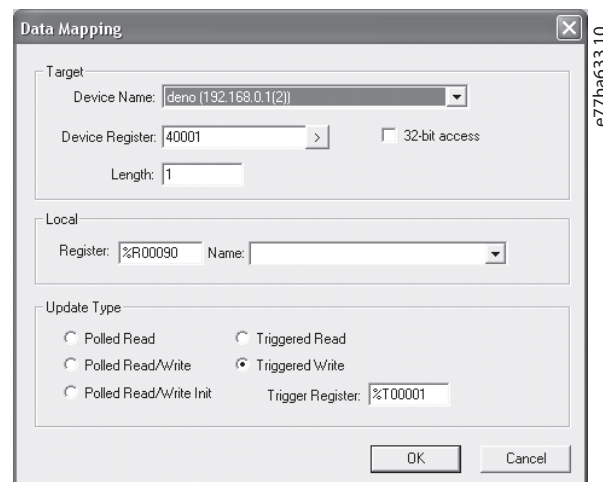 Data Mapping
Target
Device Name: deno (192.168.0.1(2))
Device Register: 40001 > 32-bit access
Length: 1
Local
Register: %R00090 Name:
Update Type
Polled Read Triggered Read
Polled Read/Write Triggered Write
Polled Read/Write Init Trigger Register: %T00001
OK Cancel
e77ba633.10